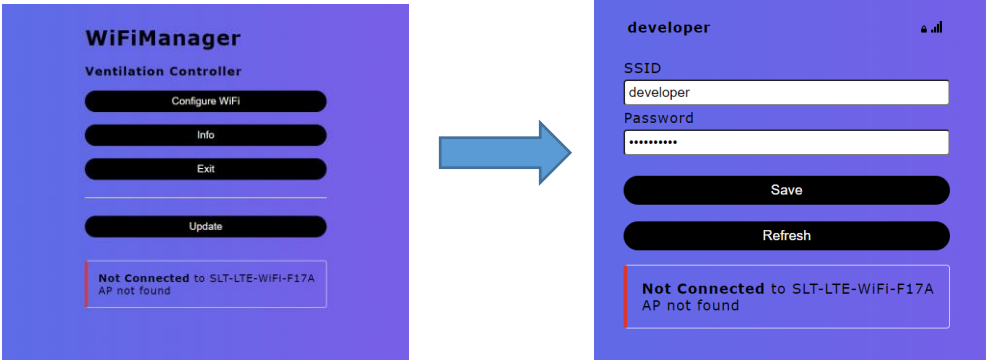 WiFiManager
Ventilation Controller
Configure WiFi
Info
Exit
Update
Not Connected to SLT-LTE-WiFi-F17A
AP not found
developer
SSID
developer
Password
••••••••••
Save
Refresh
Not Connected to SLT-LTE-WiFi-F17A
AP not found